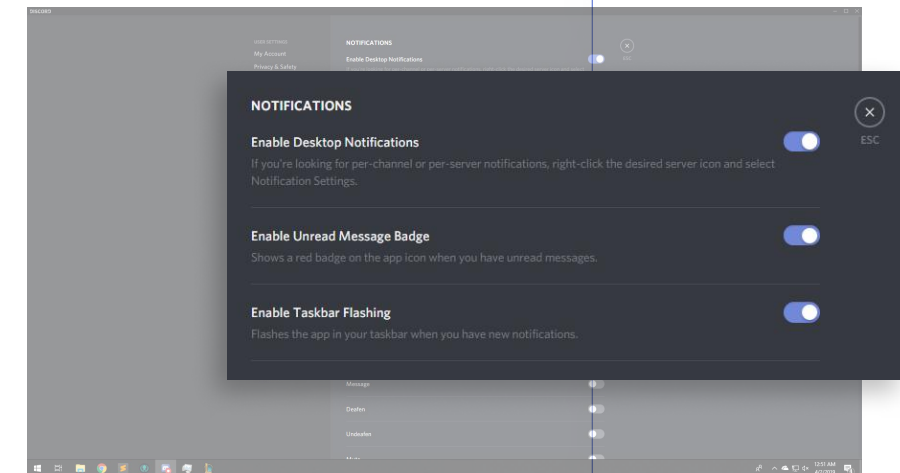 DISCORD
USER SETTINGS
My Account
Privacy & Safety
NOTIFICATIONS
Enable Desktop Notifications
ESC
NOTIFICATIONS
Enable Desktop Notifications
If you're looking for per-channel or per-server notifications, right-click the desired server icon and select
Notification Settings.
ESC
Enable Unread Message Badge
Shows a red badge on the app icon when you have unread messages.
Enable Taskbar Flashing
Flashes the app in your taskbar when you have new notifications.
Message
Deafen
Undeafen
Mute
12:51 AM